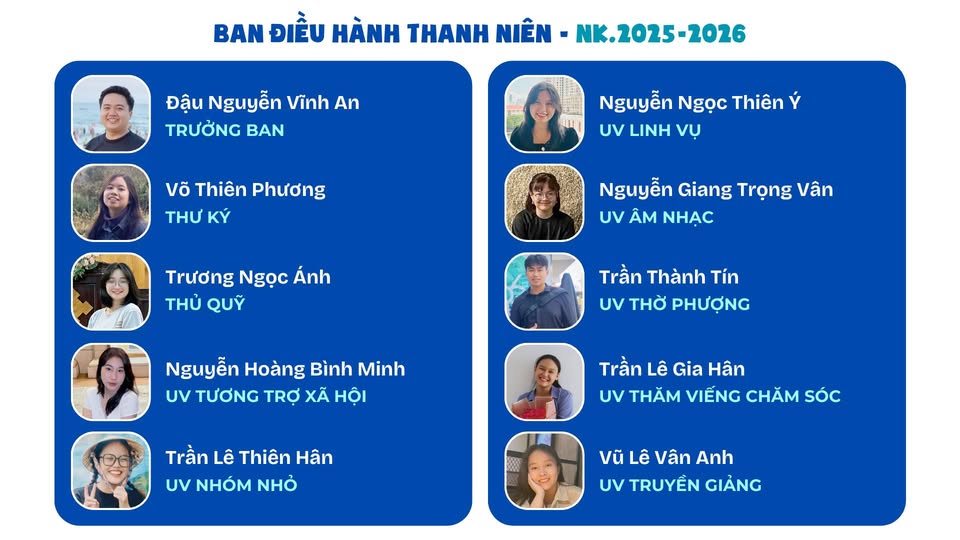 BAN ĐIỀU HÀNH THANH NIÊN - NK.2025-2026
Đậu Nguyễn Vĩnh An
TRƯỞNG BAN
Võ Thiên Phương
THƯ KÝ
Trương Ngọc Ánh
THỦ QUỸ
Nguyễn Hoàng Bình Minh
UV TƯƠNG TRỢ XÃ HỘI
Trần Lê Thiên Hân
UV NHÓM NHỎ
Nguyễn Ngọc Thiên Ý
UV LINH VỤ
Nguyễn Giang Trọng Vân
UV ÂM NHẠC
Trần Thành Tín
UV THỜ PHƯỢNG
Trần Lê Gia Hân
UV THĂM VIẾNG CHĂM SÓC
Vũ Lê Vân Anh
UV TRUYỀN GIẢNG